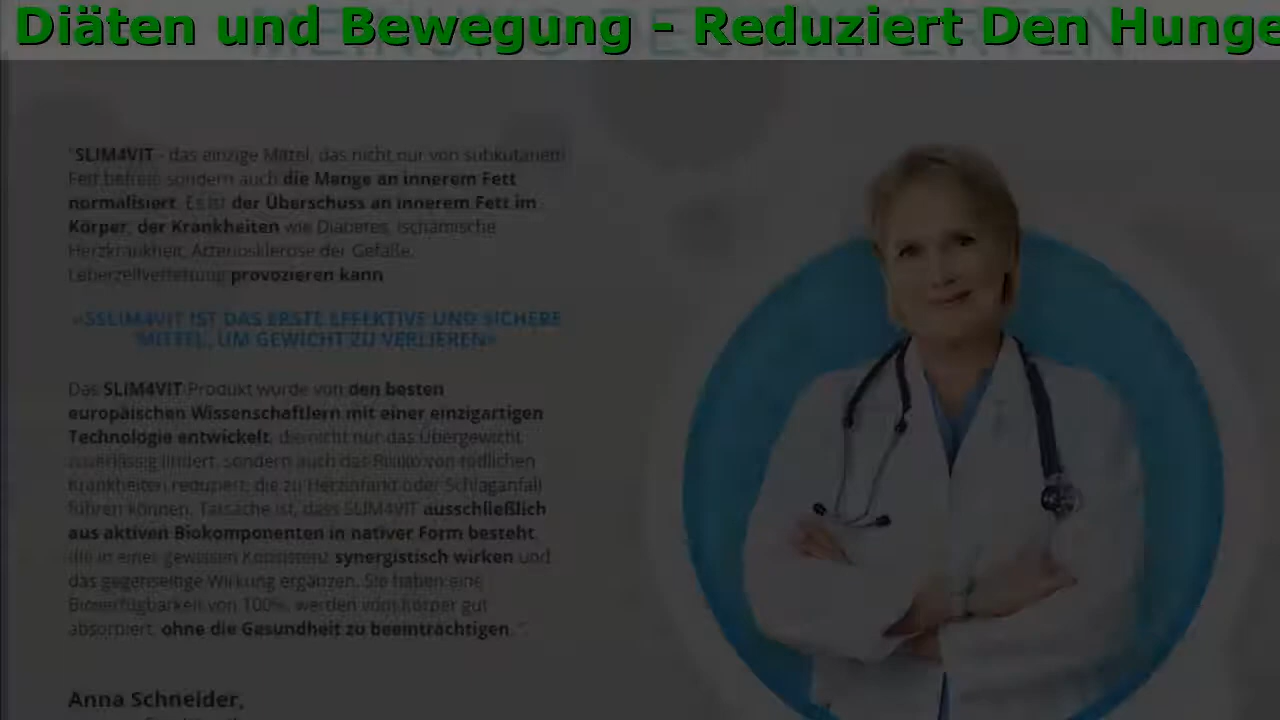 Diäten und Bewegung - Reduziert Den Hunge
MEINUNG DES EXPERTEN
"SLIM4VIT - das einzige Mittel, das nicht nur von subkutanem
Fett befreit sondern auch die Menge an innerem Fett
normalisiert. Es ist der Überschuss an innerem Fett im
Körper, der Krankheiten wie Diabetes, ischämische
Herzkrankheit, Arteriosklerose der Gefäße,
Leberzellverfettung provozieren kann
«SSLIM4VIT IST DAS ERSTE EFFEKTIVE UND SICHERE
MITTEL, UM GEWICHT ZU VERLIEREN»
Das SLIM4VIT-Produkt wurde von den besten
europäischen Wissenschaftlern mit einer einzigartigen
Technologie entwickelt, die nicht nur das Übergewicht
zuverlässig lindert, sondern auch das Risiko von tödlichen
Krankheiten reduziert, die zu Herzinfarkt oder Schlaganfall
führen können. Tatsache ist, dass SLIM4VIT ausschließlich
aus aktiven Biokomponenten in nativer Form besteht,
die in einer gewissen Konsistenz synergistisch wirken und
das gegenseitige Wirkung ergänzen. Sie haben eine
Bioverfügbarkeit von 100%, werden vom Körper gut
absorbiert, ohne die Gesundheit zu beeinträchtigen."
Anna Schneider,